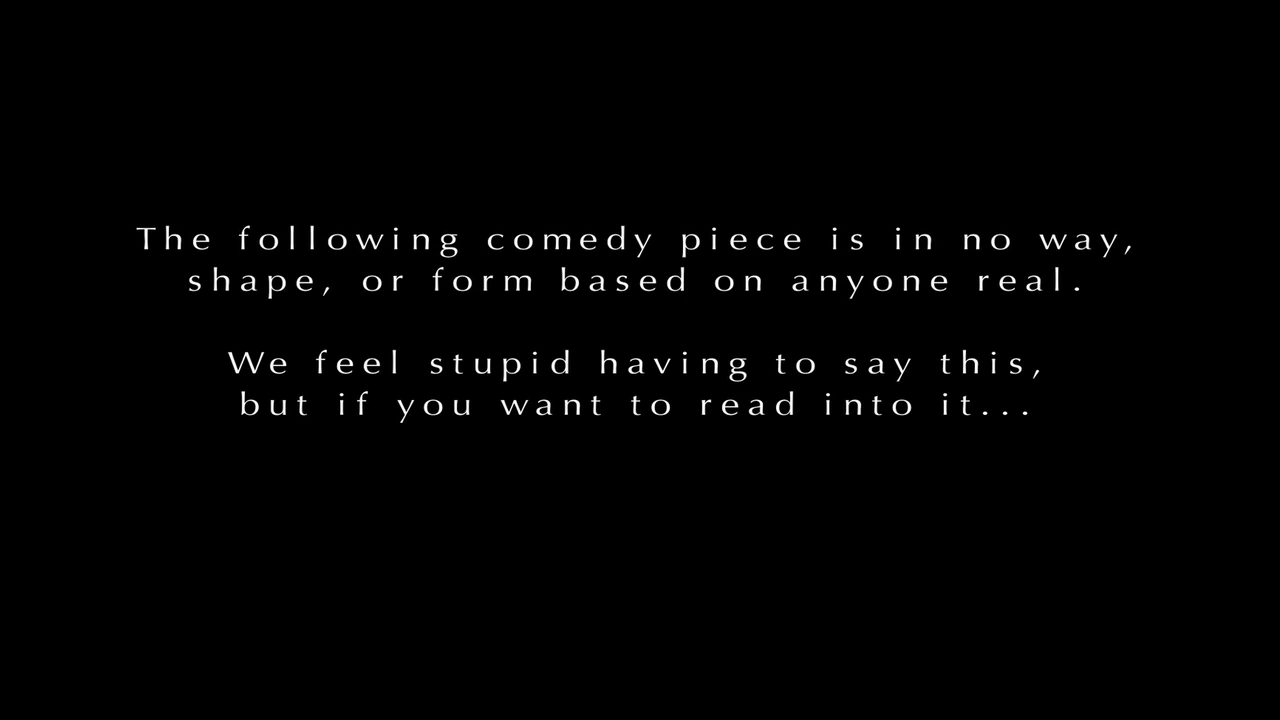 The following comedy piece is in no way,
shape, or form based on anyone real.
We feel stupid having to say this,
but if you want to read into it...